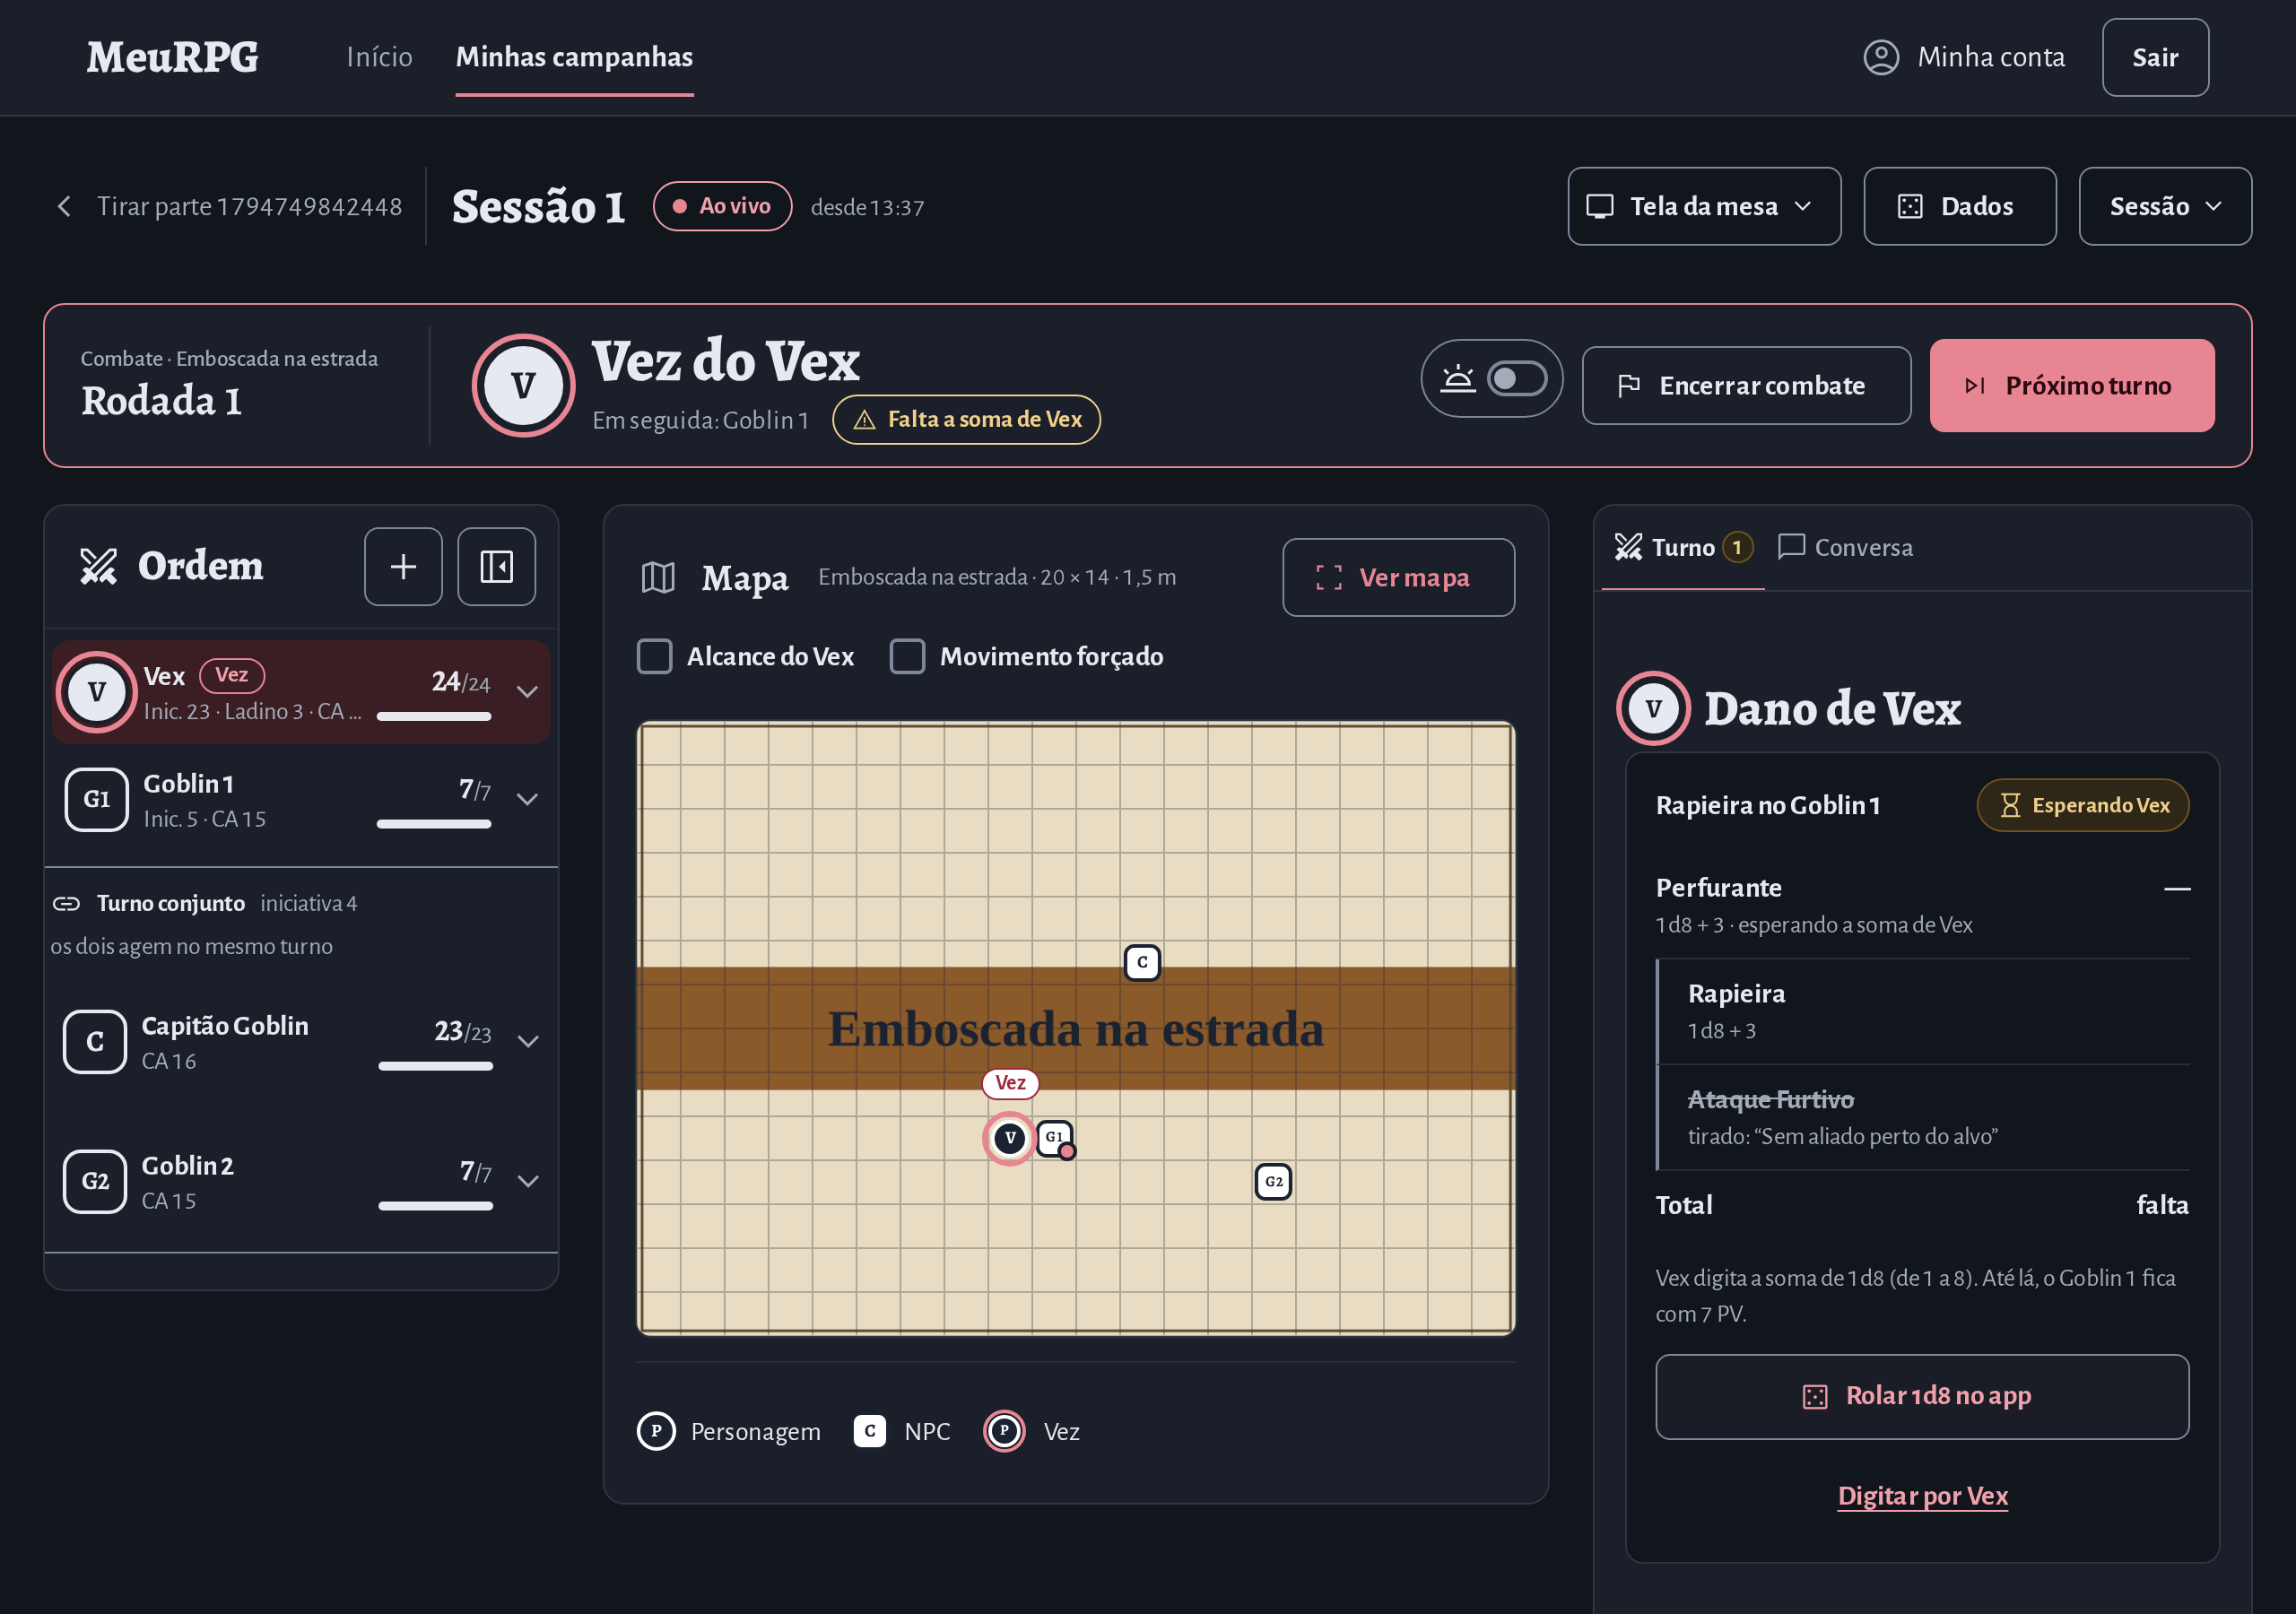 MeuRPG
Início
Minhas campanhas
Minha conta
Sair
Tirar parte 1794749842448
Sessão 1
Ao vivo
desde 13:37
Tela da mesa
Dados
Sessão
Combate · Emboscada na estrada
Rodada 1
V
Vez do Vex
Em seguida: Goblin 1
Falta a soma de Vex
Encerrar combate
Próximo turno
Ordem
V
Vex
Vez
Inic. 23 · Ladino 3 · CA ...
24/24
G1
Goblin 1
Inic. 5 · CA 15
7/7
Turno conjunto
iniciativa 4
os dois agem no mesmo turno
C
Capitão Goblin
CA 16
23/23
G2
Goblin 2
CA 15
7/7
Mapa
Emboscada na estrada · 20 × 14 · 1,5 m
Ver mapa
Alcance do Vex
Movimento forçado
C
Emboscada na estrada
Vez
V
G1
G2
P
Personagem
C
NPC
P
Vez
Turno
1
Conversa
V
Dano de Vex
Rapieira no Goblin 1
Esperando Vex
Perfurante
—
1d8 + 3 · esperando a soma de Vex
Rapieira
1d8 + 3
Ataque Furtivo
tirado: “Sem aliado perto do alvo”
Total
falta
Vex digita a soma de 1d8 (de 1 a 8). Até lá, o Goblin 1 fica
com 7 PV.
Rolar 1d8 no app
Digitar por Vex